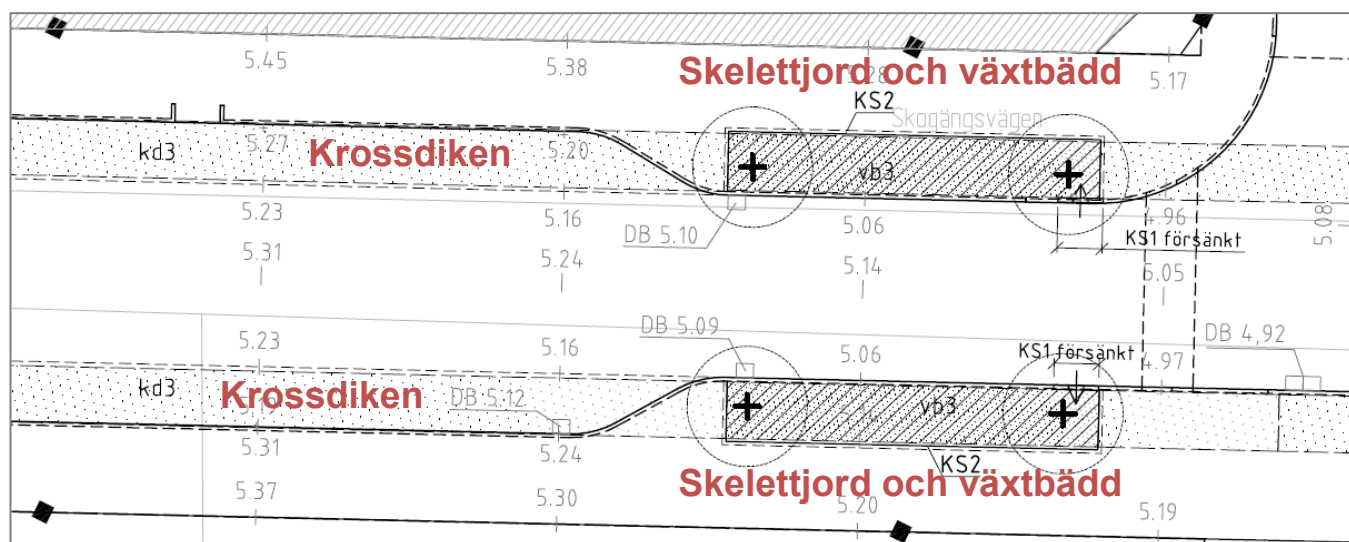 5.45
5.38
5.28
5.17
Skelettjord och växtbädd
KS2
Skogängsvägen
kd3
5.27
Krossdiken
5.20
vb3
5.23
5.16
5.06
4.96
5.08
DB 5.10
KS1 försänkt
5.31
5.24
5.14
5.05
5.23
5.16
DB 5.09
5.06
KS1 försänkt
4.97
DB 4,92
kd3
Krossdiken
DB 5.12
vb3
5.31
5.24
KS2
Skelettjord och växtbädd
5.37
5.30
5.20
5.19